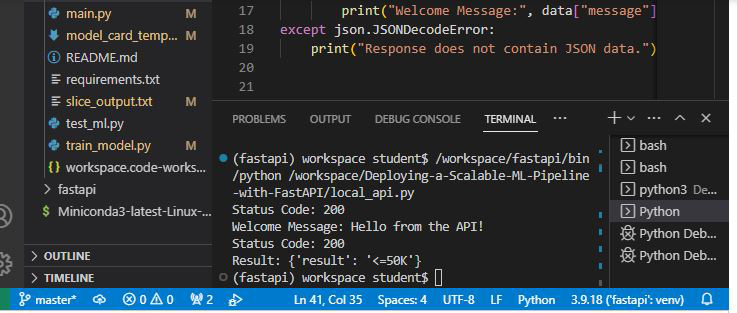 main.py M
model_card_temp... M
README.md
requirements.txt
slice_output.txt M
test_ml.py
train_model.py M
workspace.code-works...
fastapi
Miniconda3-latest-Linux-...
OUTLINE
TIMELINE
17 print("Welcome Message:", data["message"]
18 except json.JSONDecodeError:
19 print("Response does not contain JSON data.")
20
21
PROBLEMS OUTPUT DEBUG CONSOLE TERMINAL
(fastapi) workspace student$ /workspace/fastapi/bin
/python /workspace/Deploying-a-Scalable-ML-Pipeline
-with-FastAPI/local_api.py
Status Code: 200
Welcome Message: Hello from the API!
Status Code: 200
Result: {'result': '<=50K'}
(fastapi) workspace student$
bash
bash
python3 De...
Python
Python Deb...
Python Deb...
master* 0 0 2 Ln 41, Col 35 Spaces: 4 UTF-8 LF Python 3.9.18 ('fastapi': venv)